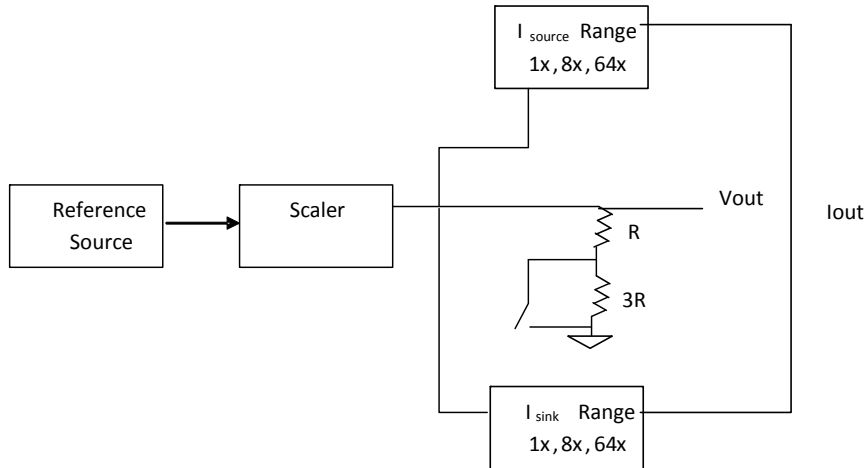 I source Range
1x, 8x, 64x
Reference
Source
Scaler
Vout
Iout
R
3R
I sink Range
1x, 8x, 64x